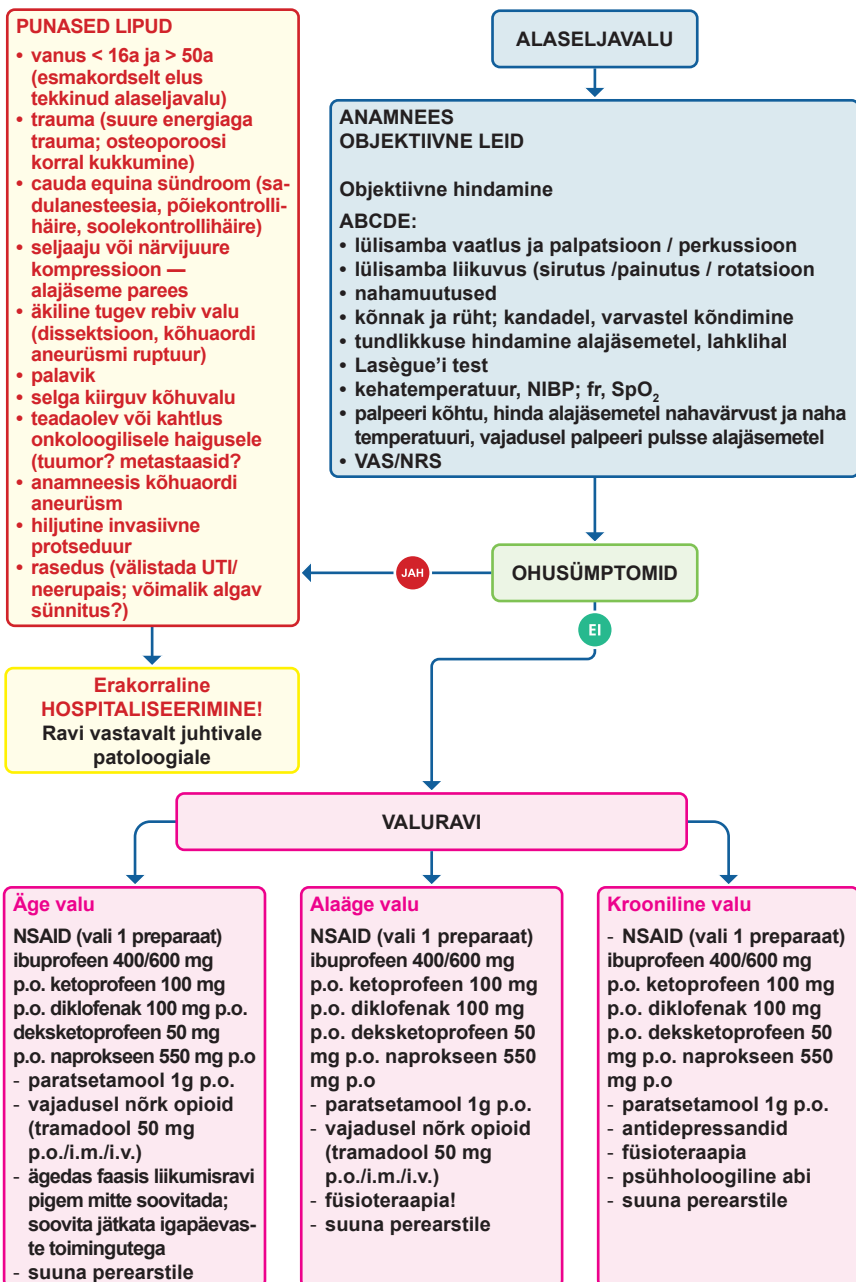 PUNASED LIPUD
• vanus < 16a ja > 50a
(esmakordselt elus
tekkinud alaseljavalu)
• trauma (suure energiaga
trauma; osteoporoosi
korral kukkumine)
• cauda equina sündroom (sa-
dulanesteesia, põiekontrolli-
häire, soolekontrollihäire)
• seljaaju või närvijuure
kompressioon —
alajäseme parees
• äkiline tugev rebiv valu
(dissektsioon, kõhuaordi
aneurüsmi ruptuur)
• palavik
• selga kiirguv kõhuvalu
• teadaolev või kahtlus
onkoloogilisele haigusele
(tuumor? metastaasid?
• anamneesis kõhuaordi
aneurüsm
• hiljutine invasiivne
protseduur
• rasedus (välistada UTI/
neerupais; võimalik algav
sünnitus?)
ALASELJAVALU
ANAMNEES
OBJEKTIIVNE LEID
Objektiivne hindamine
ABCDE:
• lülisamba vaatlus ja palpatsioon / perkussioon
• lülisamba liikuvus (sirutus /painutus / rotatsioon
• nahamuutused
• kõnnak ja rüht; kandadel, varvastel kõndimine
• tundlikkuse hindamine alajäsemetel, lahklihal
• Lasègue'i test
• kehatemperatuur, NIBP; fr, SpO₂
• palpeeri kõhtu, hinda alajäsemetel nahavärvust ja naha
temperatuuri, vajadusel palpeeri pulsse alajäsemetel
• VAS/NRS
JAH
OHUSÜMPTOMID
EI
Erakorraline
HOSPITALISEERIMINE!
Ravi vastavalt juhtivale
patoloogiale
VALURAVI
Äge valu
NSAID (vali 1 preparaat)
ibuprofeen 400/600 mg
p.o. ketoprofeen 100 mg
p.o. diklofenak 100 mg p.o.
deksketoprofeen 50 mg
p.o. naprokseen 550 mg p.o
- paratsetamool 1g p.o.
- vajadusel nõrk opioid
(tramadool 50 mg
p.o./i.m./i.v.)
- ägedas faasis liikumisravi
pigem mitte soovitada;
soovita jätkata igapäevas-
te toimingutega
- suuna perearstile
Alaäge valu
NSAID (vali 1 preparaat)
ibuprofeen 400/600 mg
p.o. ketoprofeen 100 mg
p.o. diklofenak 100 mg
p.o. deksketoprofeen 50
mg p.o. naprokseen 550
mg p.o
- paratsetamool 1g p.o.
- vajadusel nõrk opioid
(tramadool 50 mg
p.o./i.m./i.v.)
- füsioteraapia!
- suuna perearstile
Krooniline valu
- NSAID (vali 1 preparaat)
ibuprofeen 400/600 mg
p.o. ketoprofeen 100 mg
p.o. diklofenak 100 mg
p.o. deksketoprofeen 50
mg p.o. naprokseen 550
mg p.o
- paratsetamool 1g p.o.
- antidepressandid
- füsioteraapia
- psühholoogiline abi
- suuna perearstile